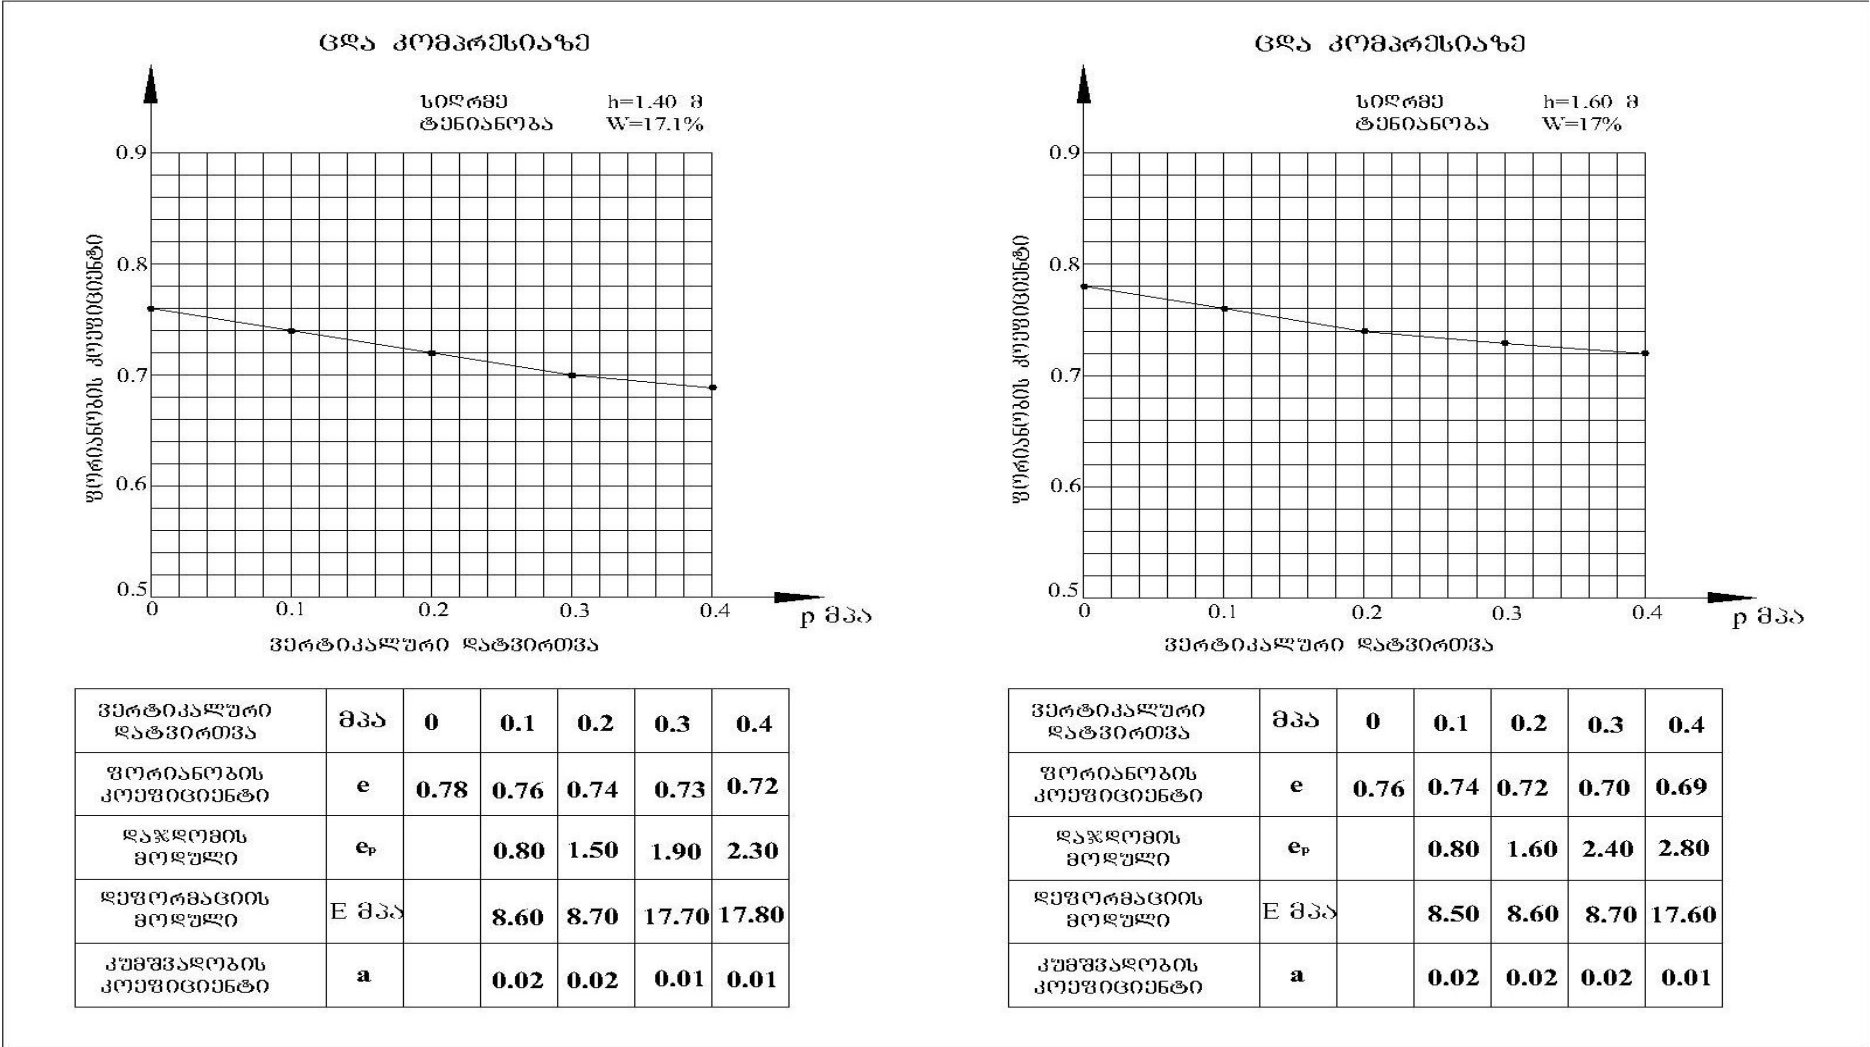 ცდა კომპრესიაზე
სიღრმე h=1.40 მ
ტენიანობა W=17.1%
0.9
0.8
0.7
0.6
0.5
ფორიანობის კოეფიციენტი
0 0.1 0.2 0.3 0.4
p მპა
ვერტიკალური დატვირთვა
ვერტიკალური
დატვირთვა მპა 0 0.1 0.2 0.3 0.4
ფორიანობის
კოეფიციენტი e 0.78 0.76 0.74 0.73 0.72
დაჯდომის
მოდული eₚ 0.80 1.50 1.90 2.30
დეფორმაციის
მოდული E მპა 8.60 8.70 17.70 17.80
კუმშვადობის
კოეფიციენტი a 0.02 0.02 0.01 0.01
ცდა კომპრესიაზე
სიღრმე h=1.60 მ
ტენიანობა W=17%
0.9
0.8
0.7
0.6
0.5
ფორიანობის კოეფიციენტი
0 0.1 0.2 0.3 0.4
p მპა
ვერტიკალური დატვირთვა
ვერტიკალური
დატვირთვა მპა 0 0.1 0.2 0.3 0.4
ფორიანობის
კოეფიციენტი e 0.76 0.74 0.72 0.70 0.69
დაჯდომის
მოდული eₚ 0.80 1.60 2.40 2.80
დეფორმაციის
მოდული E მპა 8.50 8.60 8.70 17.60
კუმშვადობის
კოეფიციენტი a 0.02 0.02 0.02 0.01